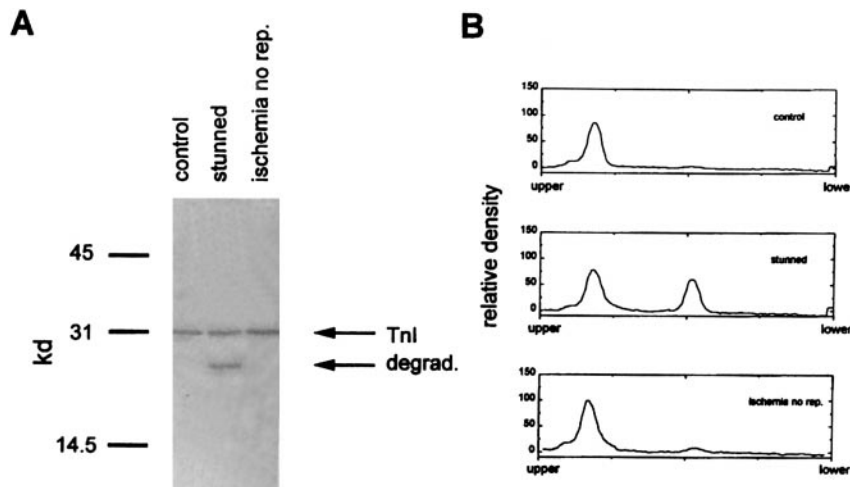 A
control
stunned
ischemia no rep.
45
31
14.5
kd
TnI
degrad.
B
relative density
150
100
50
0
control
upper
lower
150
100
50
0
stunned
upper
lower
150
100
50
0
ischemia no rep.
upper
lower